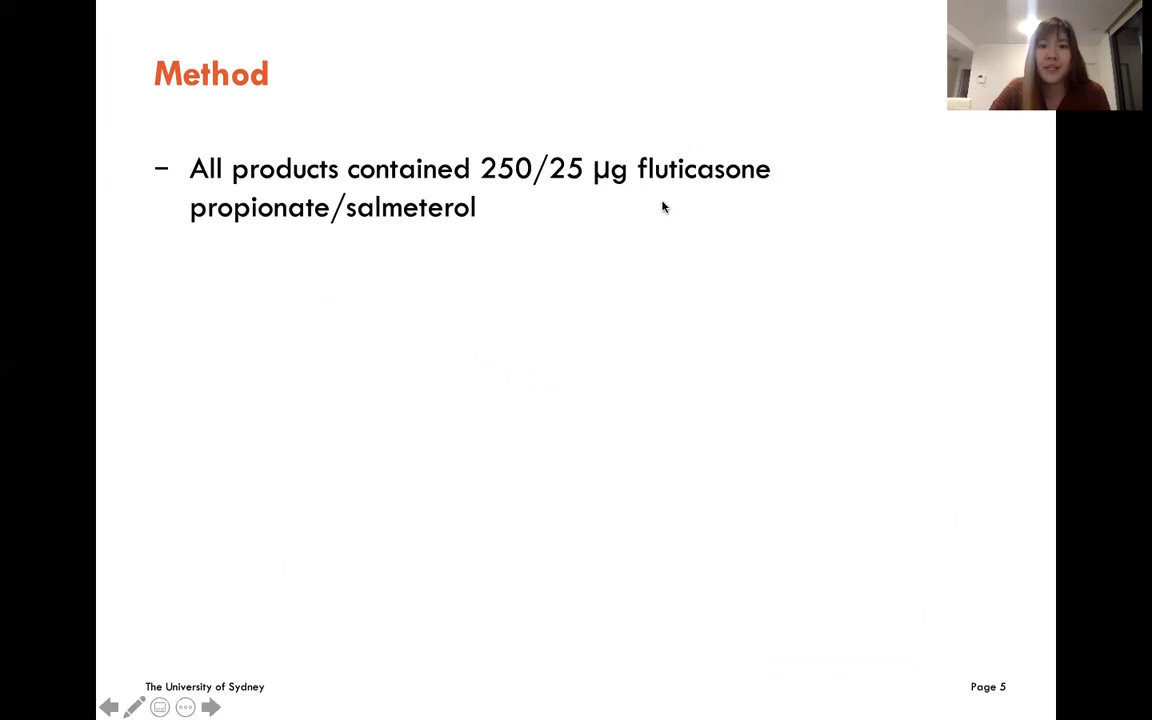 Method
– All products contained 250/25 µg fluticasone
propionate/salmeterol
The University of Sydney
Page 5